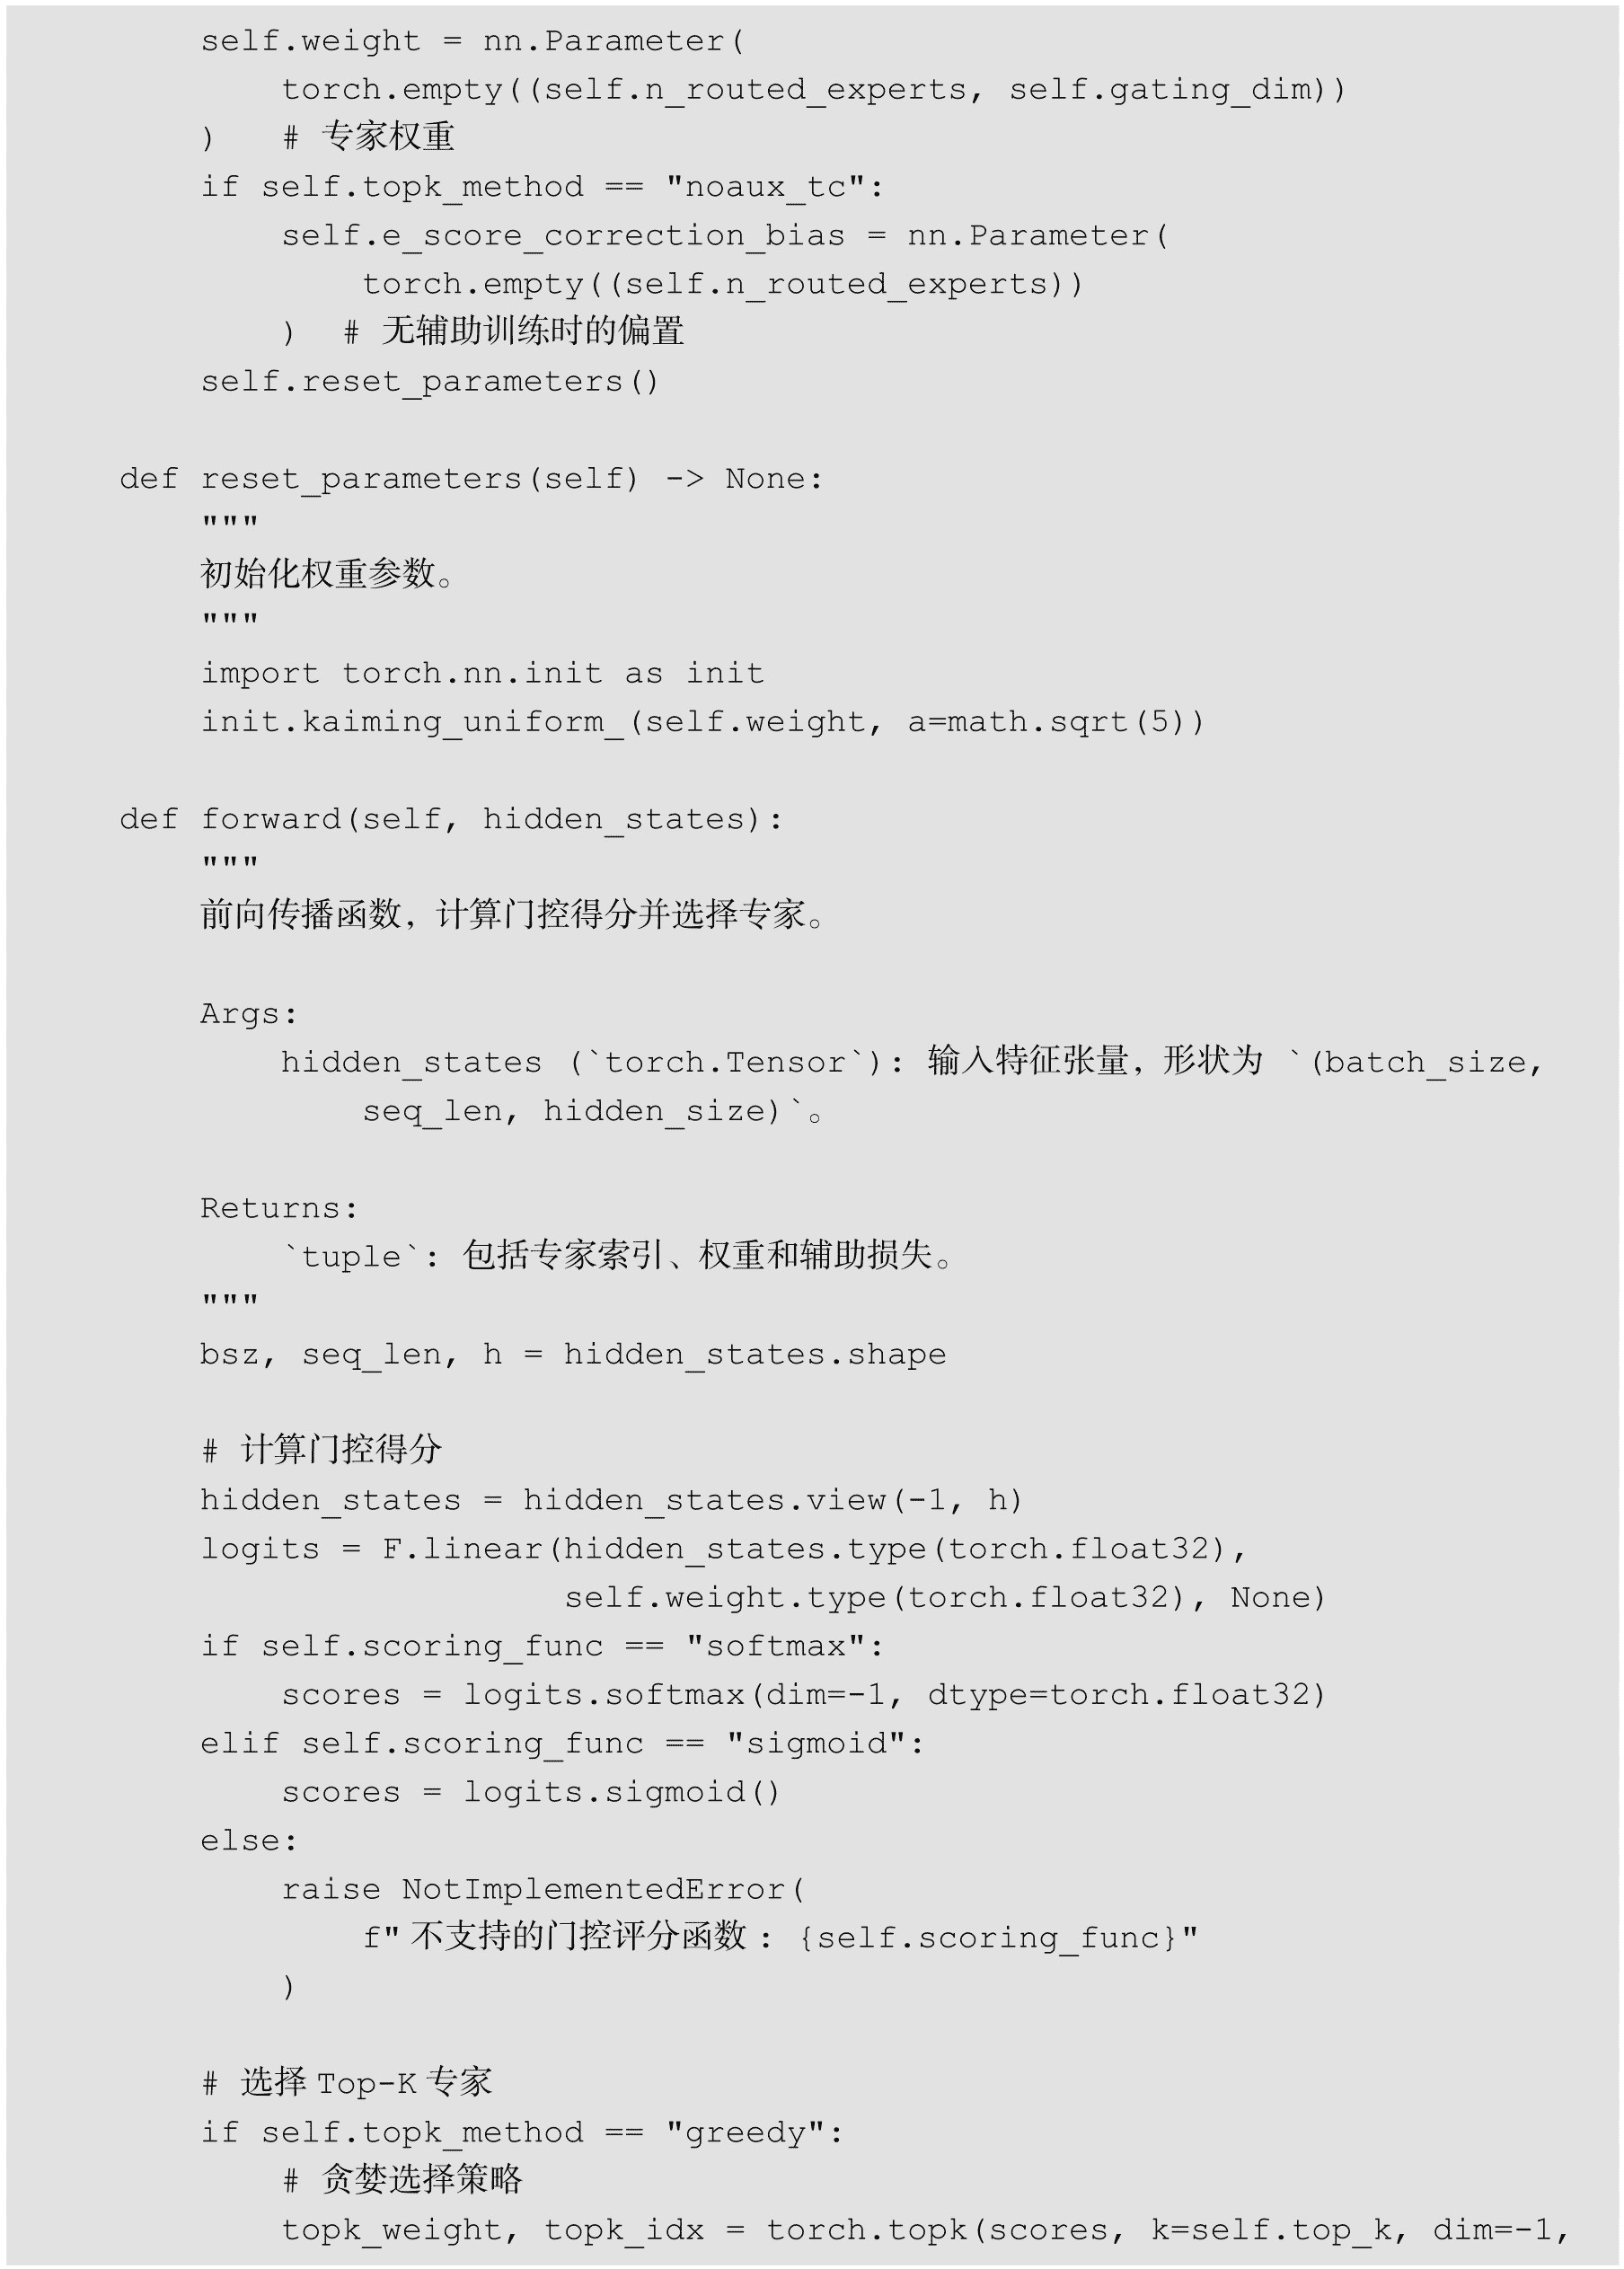 self.weight = nn.Parameter(
torch.empty((self.n_routed_experts, self.gating_dim))
) # 专家权重
if self.topk_method == "noaux_tc":
self.e_score_correction_bias = nn.Parameter(
torch.empty((self.n_routed_experts))
) # 无辅助训练时的偏置
self.reset_parameters()
def reset_parameters(self) -> None:
"""
初始化权重参数。
"""
import torch.nn.init as init
init.kaiming_uniform_(self.weight, a=math.sqrt(5))
def forward(self, hidden_states):
"""
前向传播函数，计算门控得分并选择专家。
Args:
hidden_states (`torch.Tensor`): 输入特征张量，形状为 `(batch_size,
seq_len, hidden_size)`。
Returns:
`tuple`: 包括专家索引、权重和辅助损失。
"""
bsz, seq_len, h = hidden_states.shape
# 计算门控得分
hidden_states = hidden_states.view(-1, h)
logits = F.linear(hidden_states.type(torch.float32),
self.weight.type(torch.float32), None)
if self.scoring_func == "softmax":
scores = logits.softmax(dim=-1, dtype=torch.float32)
elif self.scoring_func == "sigmoid":
scores = logits.sigmoid()
else:
raise NotImplementedError(
f"不支持的门控评分函数: {self.scoring_func}"
)
# 选择 Top-K 专家
if self.topk_method == "greedy":
# 贪婪选择策略
topk_weight, topk_idx = torch.topk(scores, k=self.top_k, dim=-1,